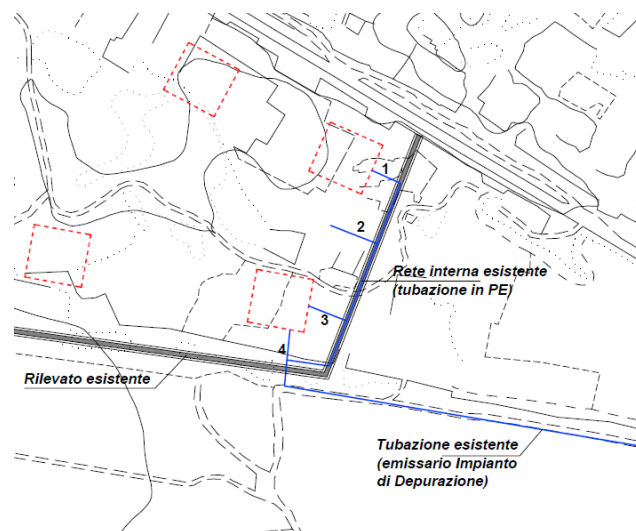 1
2
Rete interna esistente
(tubazione in PE)
3
4
Rilevato esistente
Tubazione esistente
(emissario Impianto
di Depurazione)